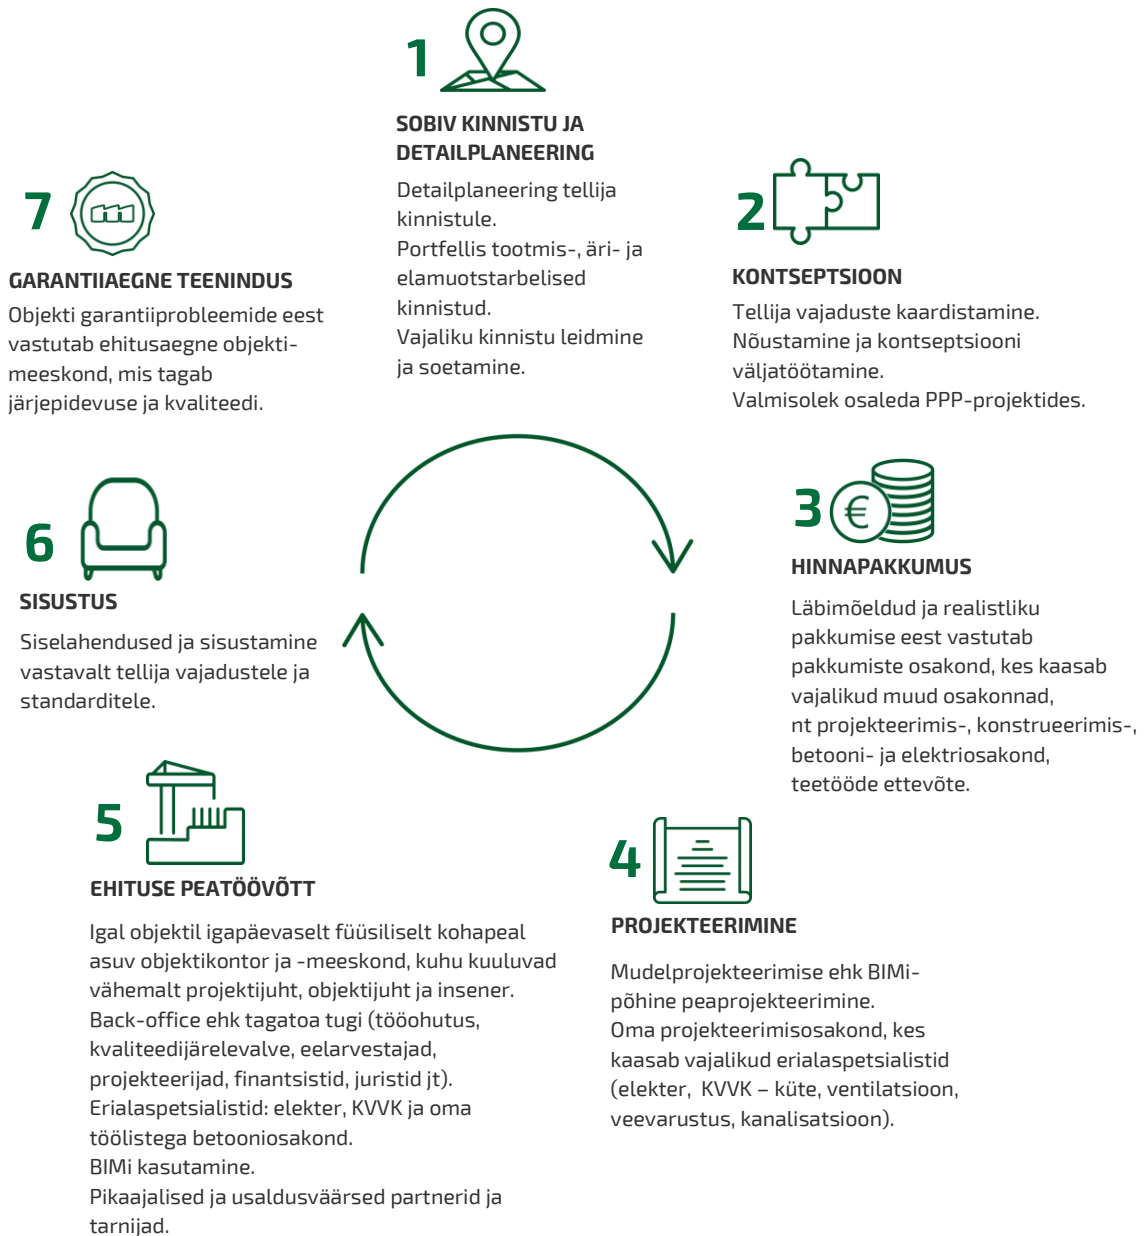 1
SOBIV KINNISTU JA
DETAILPLANEERING
Detailplaneering tellija
kinnistule.
Portfellis tootmis-, äri- ja
elamuotstarbelised
kinnistud.
Vajaliku kinnistu leidmine
ja soetamine.
2
KONTSEPTSIOON
Tellija vajaduste kaardistamine.
Nõustamine ja kontseptsiooni
väljatöötamine.
Valmisolek osaleda PPP-projektides.
3
€
HINNAPAKKUMUS
Läbimõeldud ja realistliku
pakkumise eest vastutab
pakkumiste osakond, kes kaasab
vajalikud muud osakonnad,
nt projekteerimis-, konstrueerimis-,
betooni- ja elektriosakond,
teetööde ettevõte.
4
PROJEKTEERIMINE
Mudelprojekteerimise ehk BIMi-
põhine peaprojekteerimine.
Oma projekteerimisosakond, kes
kaasab vajalikud erialaspetsialistid
(elekter, KVVK – küte, ventilatsioon,
veevarustus, kanalisatsioon).
5
EHITUSE PEATÖÖVÕTT
Igal objektil igapäevaselt füüsiliselt kohapeal
asuv objektikontor ja -meeskond, kuhu kuuluvad
vähemalt projektijuht, objektijuht ja insener.
Back-office ehk tagatoa tugi (tööohutus,
kvaliteedijärelevalve, eelarvestajad,
projekteerijad, finantsistid, juristid jt).
Erialaspetsialistid: elekter, KVVK ja oma
töölistega betooniosakond.
BIMi kasutamine.
Pikaajalised ja usaldusväärsed partnerid ja
tarnijad.
6
SISUSTUS
Siselahendused ja sisustamine
vastavalt tellija vajadustele ja
standarditele.
7
GARANTIIAEGNE TEENINDUS
Objekti garantiiprobleemide eest
vastutab ehitusaegne objekti-
meeskond, mis tagab
järjepidevuse ja kvaliteedi.